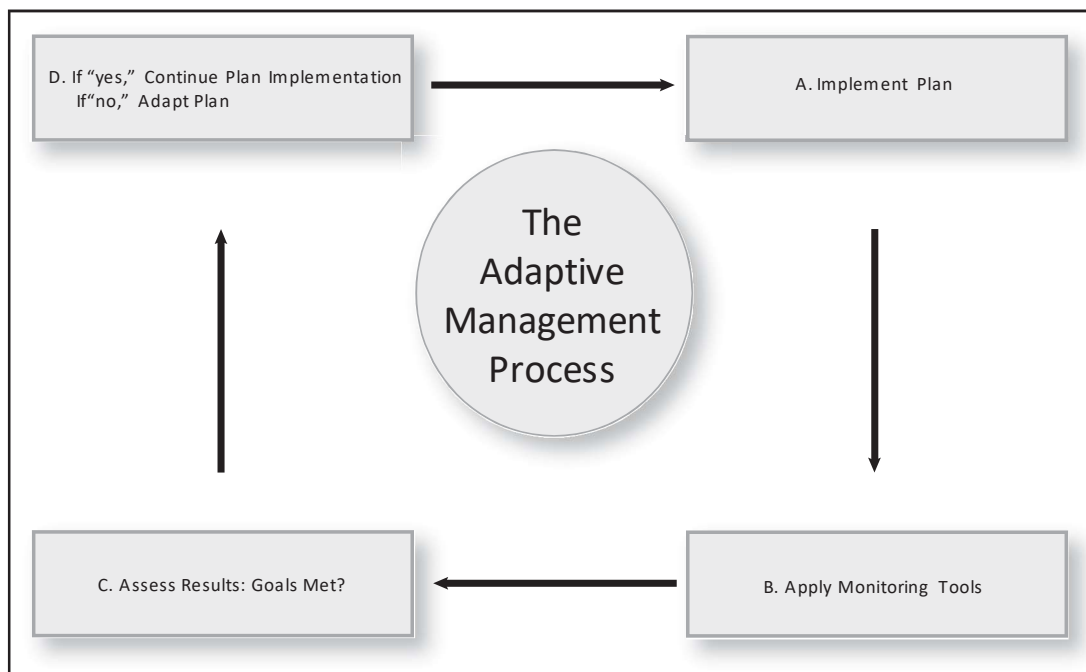 D. If “yes,” Continue Plan Implementation
If“no,” Adapt Plan
A. Implement Plan
The
Adaptive
Management
Process
C. Assess Results: Goals Met?
B. Apply Monitoring Tools